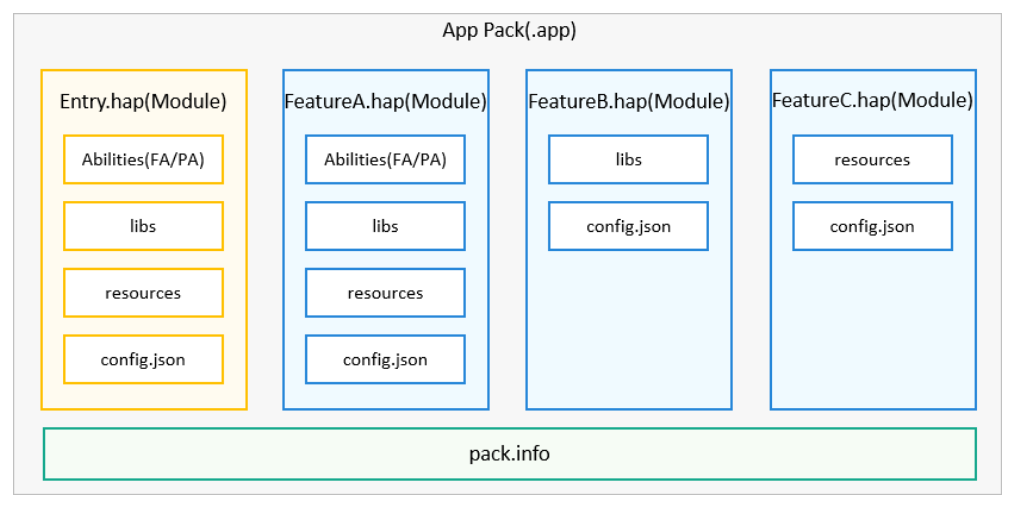 App Pack(.app)
Entry.hap(Module)
Abilities(FA/PA)
libs
resources
config.json
FeatureA.hap(Module)
Abilities(FA/PA)
libs
resources
config.json
FeatureB.hap(Module)
libs
config.json
FeatureC.hap(Module)
resources
config.json
pack.info